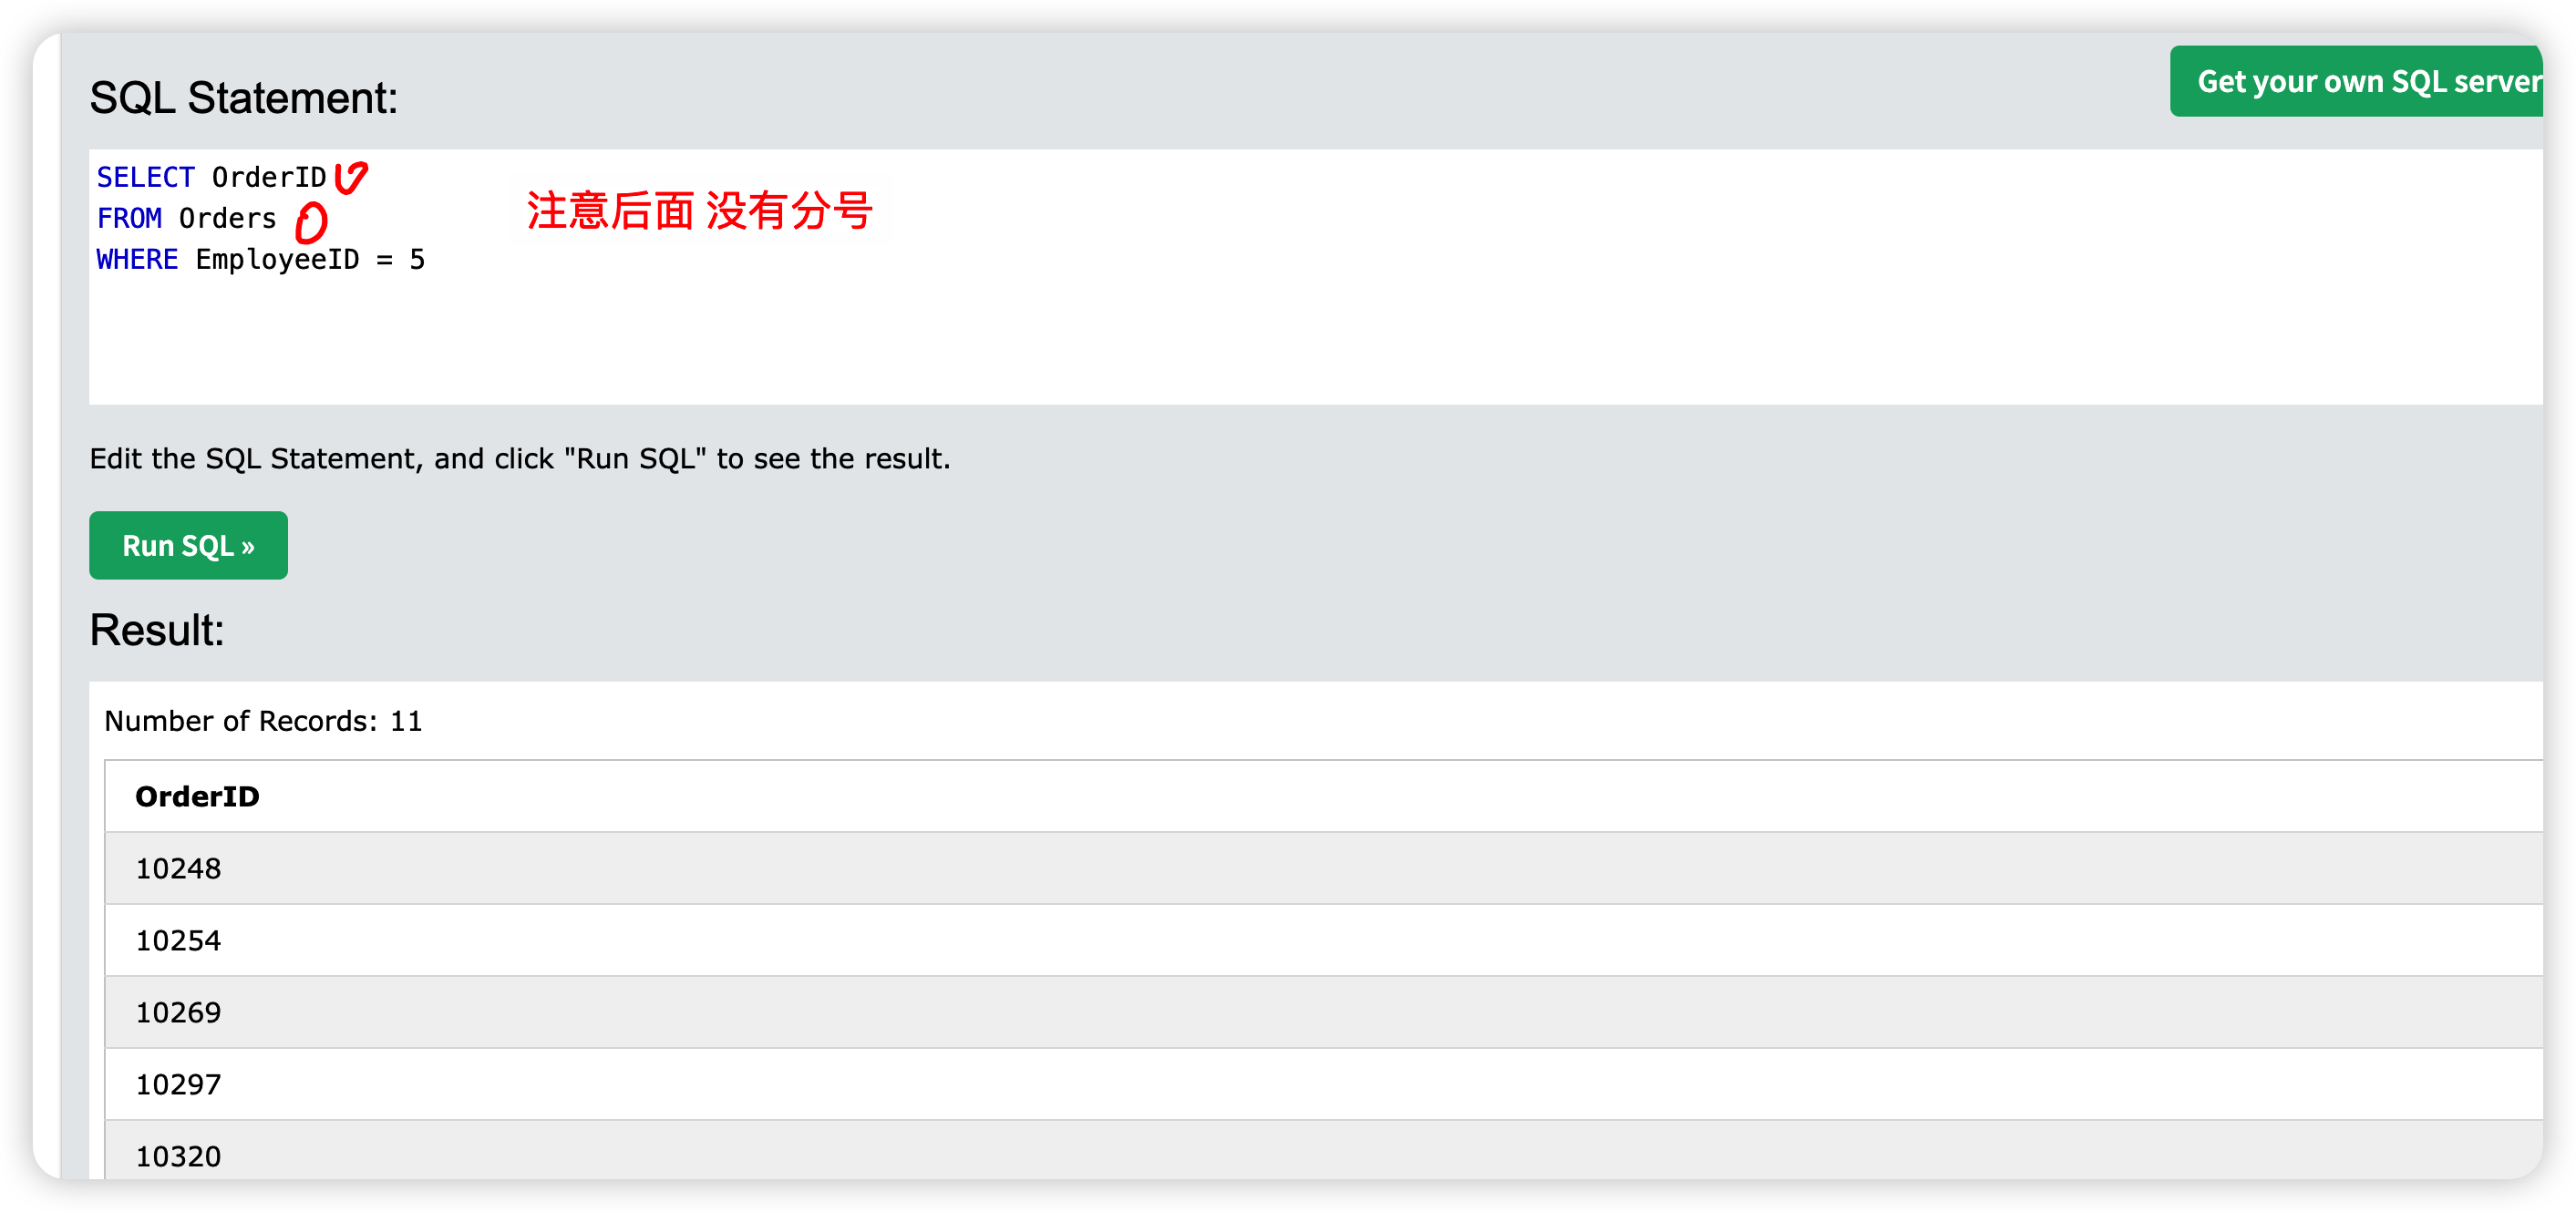 SQL Statement:
Get your own SQL server
SELECT OrderID
FROM Orders
WHERE EmployeeID = 5
注意后面 没有分号
Edit the SQL Statement, and click "Run SQL" to see the result.
Run SQL »
Result:
Number of Records: 11
OrderID
10248
10254
10269
10297
10320